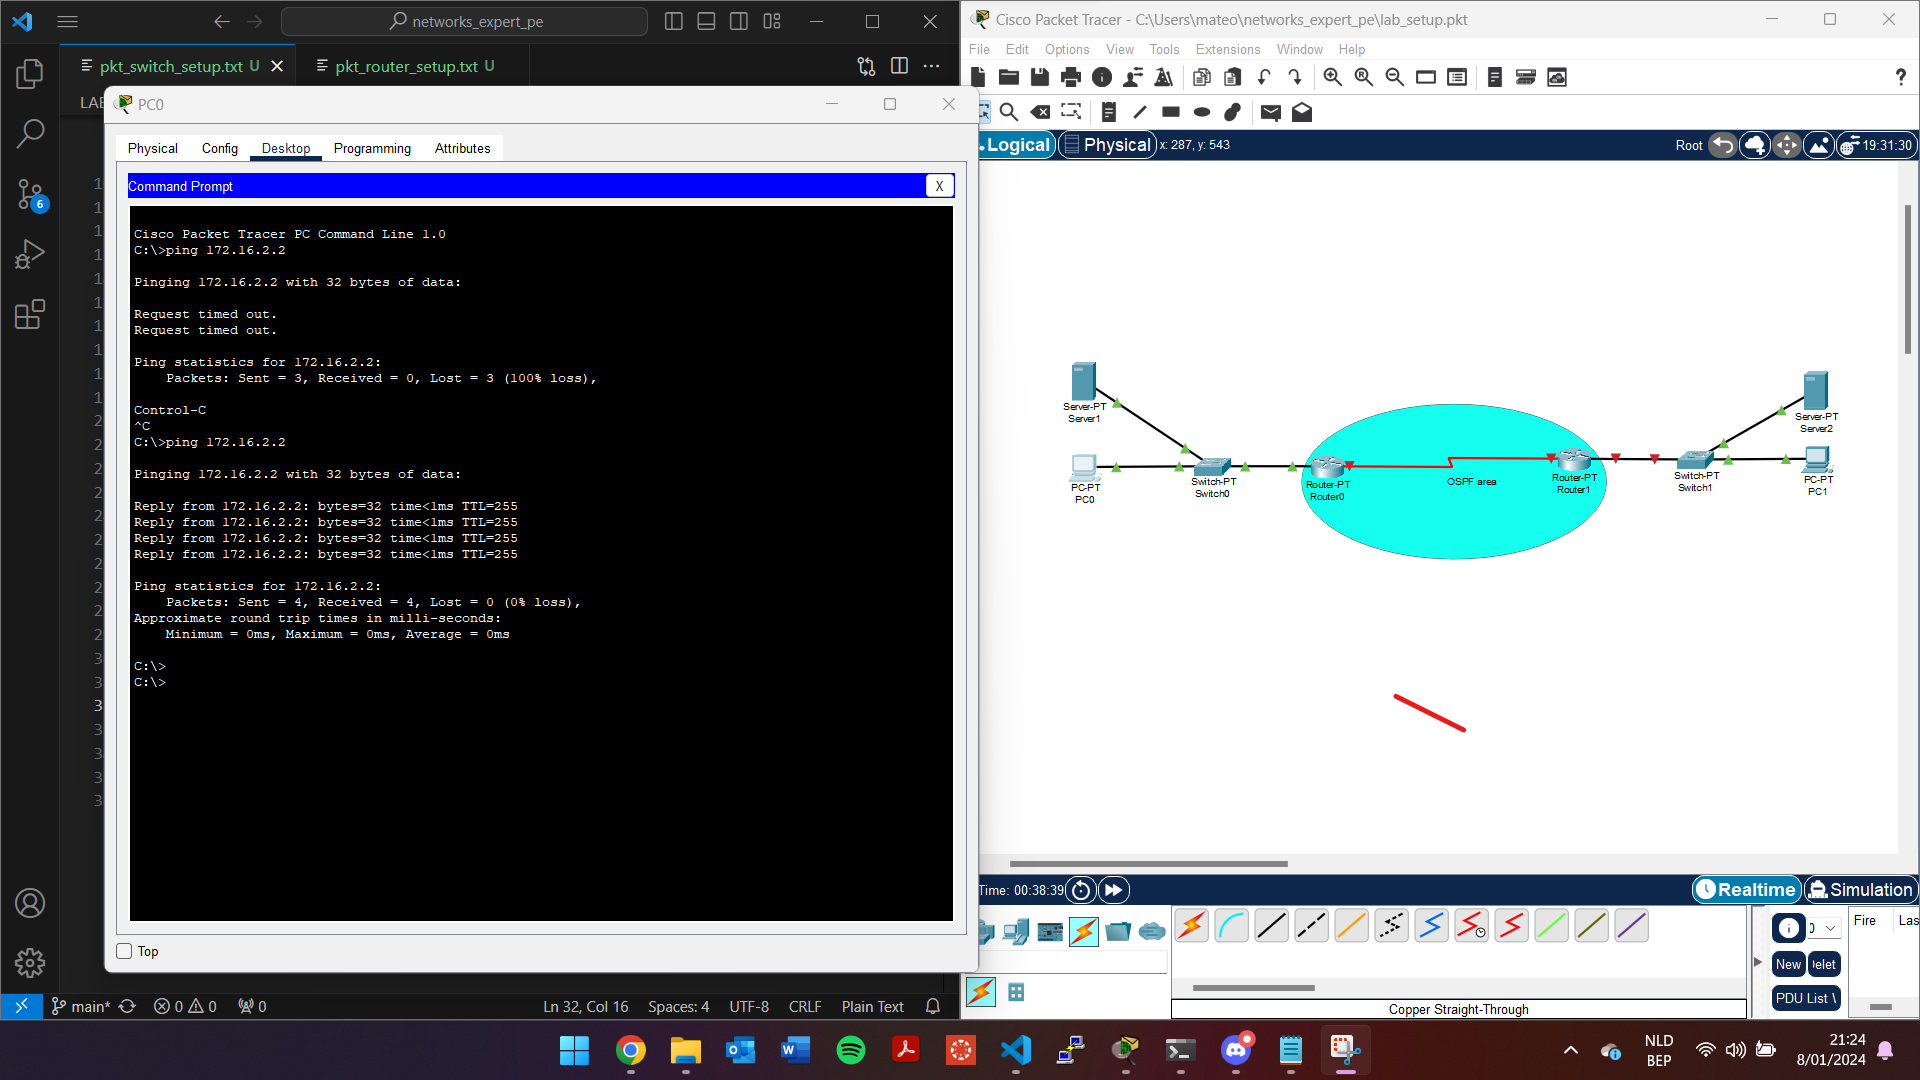 networks_expert_pe
pkt_switch_setup.txt U
pkt_router_setup.txt U
LAB
PC0
Physical
Config
Desktop
Programming
Attributes
Command Prompt
X
Cisco Packet Tracer PC Command Line 1.0
C:\>ping 172.16.2.2
Pinging 172.16.2.2 with 32 bytes of data:
Request timed out.
Request timed out.
Ping statistics for 172.16.2.2:
Packets: Sent = 3, Received = 0, Lost = 3 (100% loss),
Control-C
^C
C:\>ping 172.16.2.2
Pinging 172.16.2.2 with 32 bytes of data:
Reply from 172.16.2.2: bytes=32 time<1ms TTL=255
Reply from 172.16.2.2: bytes=32 time<1ms TTL=255
Reply from 172.16.2.2: bytes=32 time<1ms TTL=255
Reply from 172.16.2.2: bytes=32 time<1ms TTL=255
Ping statistics for 172.16.2.2:
Packets: Sent = 4, Received = 4, Lost = 0 (0% loss),
Approximate round trip times in milli-seconds:
Minimum = 0ms, Maximum = 0ms, Average = 0ms
C:\>
C:\>
Top
6
main*
0
0
0
Ln 32, Col 16
Spaces: 4
UTF-8
CRLF
Plain Text
Cisco Packet Tracer - C:\Users\mateo\networks_expert_pe\lab_setup.pkt
File Edit Options View Tools Extensions Window Help
?
Logical
Physical
x: 287, y: 543
Root
19:31:30
Server-PT
Server1
PC-PT
PC0
Switch-PT
Switch0
Router-PT
Router0
OSPF area
Router-PT
Router1
Switch-PT
Switch1
Server-PT
Server2
PC-PT
PC1
Time: 00:38:39
Realtime
Simulation
0
New
Fire
Las
PDU List
Copper Straight-Through
NLD
BEP
21:24
8/01/2024